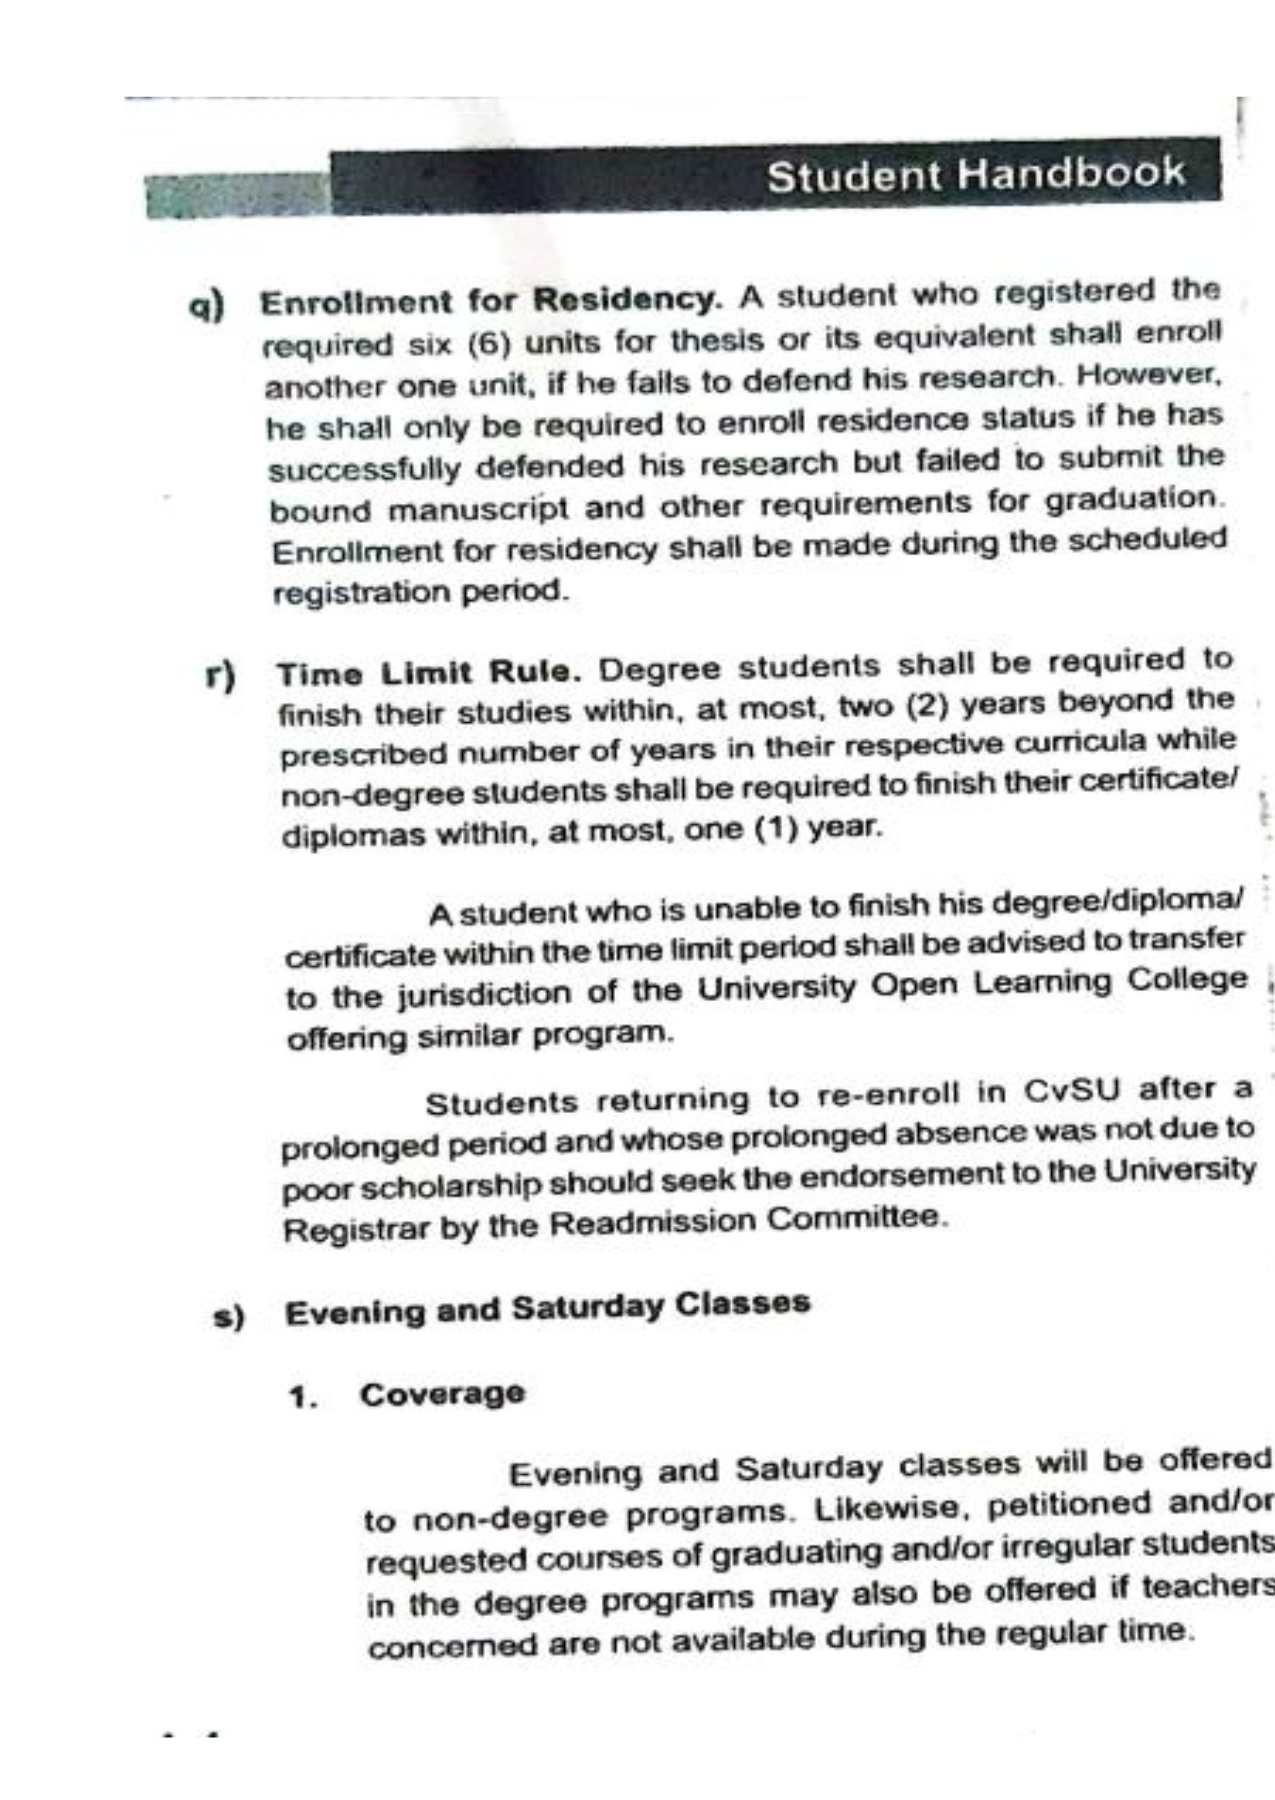 Student Handbook
q) Enrollment for Residency. A student who registered the
required six (6) units for thesis or its equivalent shall enroll
another one unit, if he fails to defend his research. However,
he shall only be required to enroll residence status if he has
successfully defended his research but failed to submit the
bound manuscript and other requirements for graduation.
Enrollment for residency shall be made during the scheduled
registration period.
r) Time Limit Rule. Degree students shall be required to
finish their studies within, at most, two (2) years beyond the
prescribed number of years in their respective curricula while
non-degree students shall be required to finish their certificate/
diplomas within, at most, one (1) year.
A student who is unable to finish his degree/diploma/
certificate within the time limit period shall be advised to transfer
to the jurisdiction of the University Open Learning College
offering similar program.
Students returning to re-enroll in CvSU after a
prolonged period and whose prolonged absence was not due to
poor scholarship should seek the endorsement to the University
Registrar by the Readmission Committee.
s) Evening and Saturday Classes
1. Coverage
Evening and Saturday classes will be offered
to non-degree programs. Likewise, petitioned and/or
requested courses of graduating and/or irregular students
in the degree programs may also be offered if teachers
concerned are not available during the regular time.